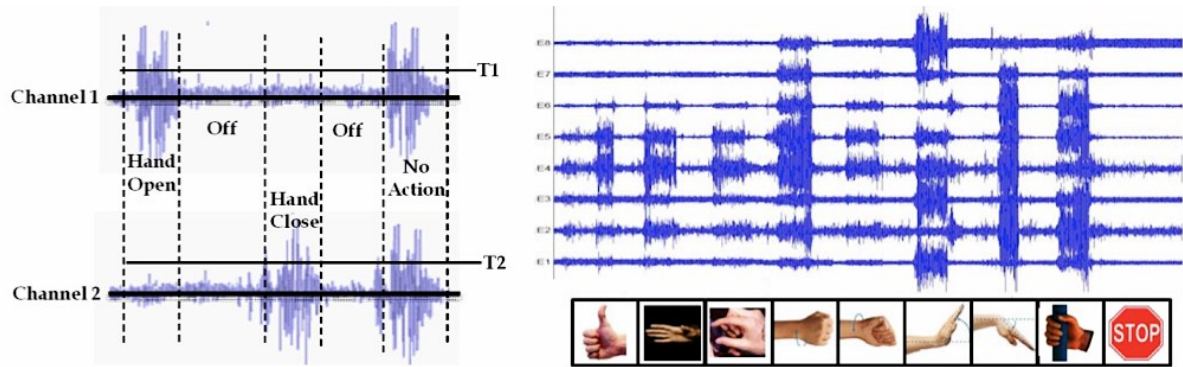 T1
Channel 1
Off
Off
Hand
Open
No
Action
Hand
Close
T2
Channel 2
E8
E7
E6
E5
E4
E3
E2
E1
STOP